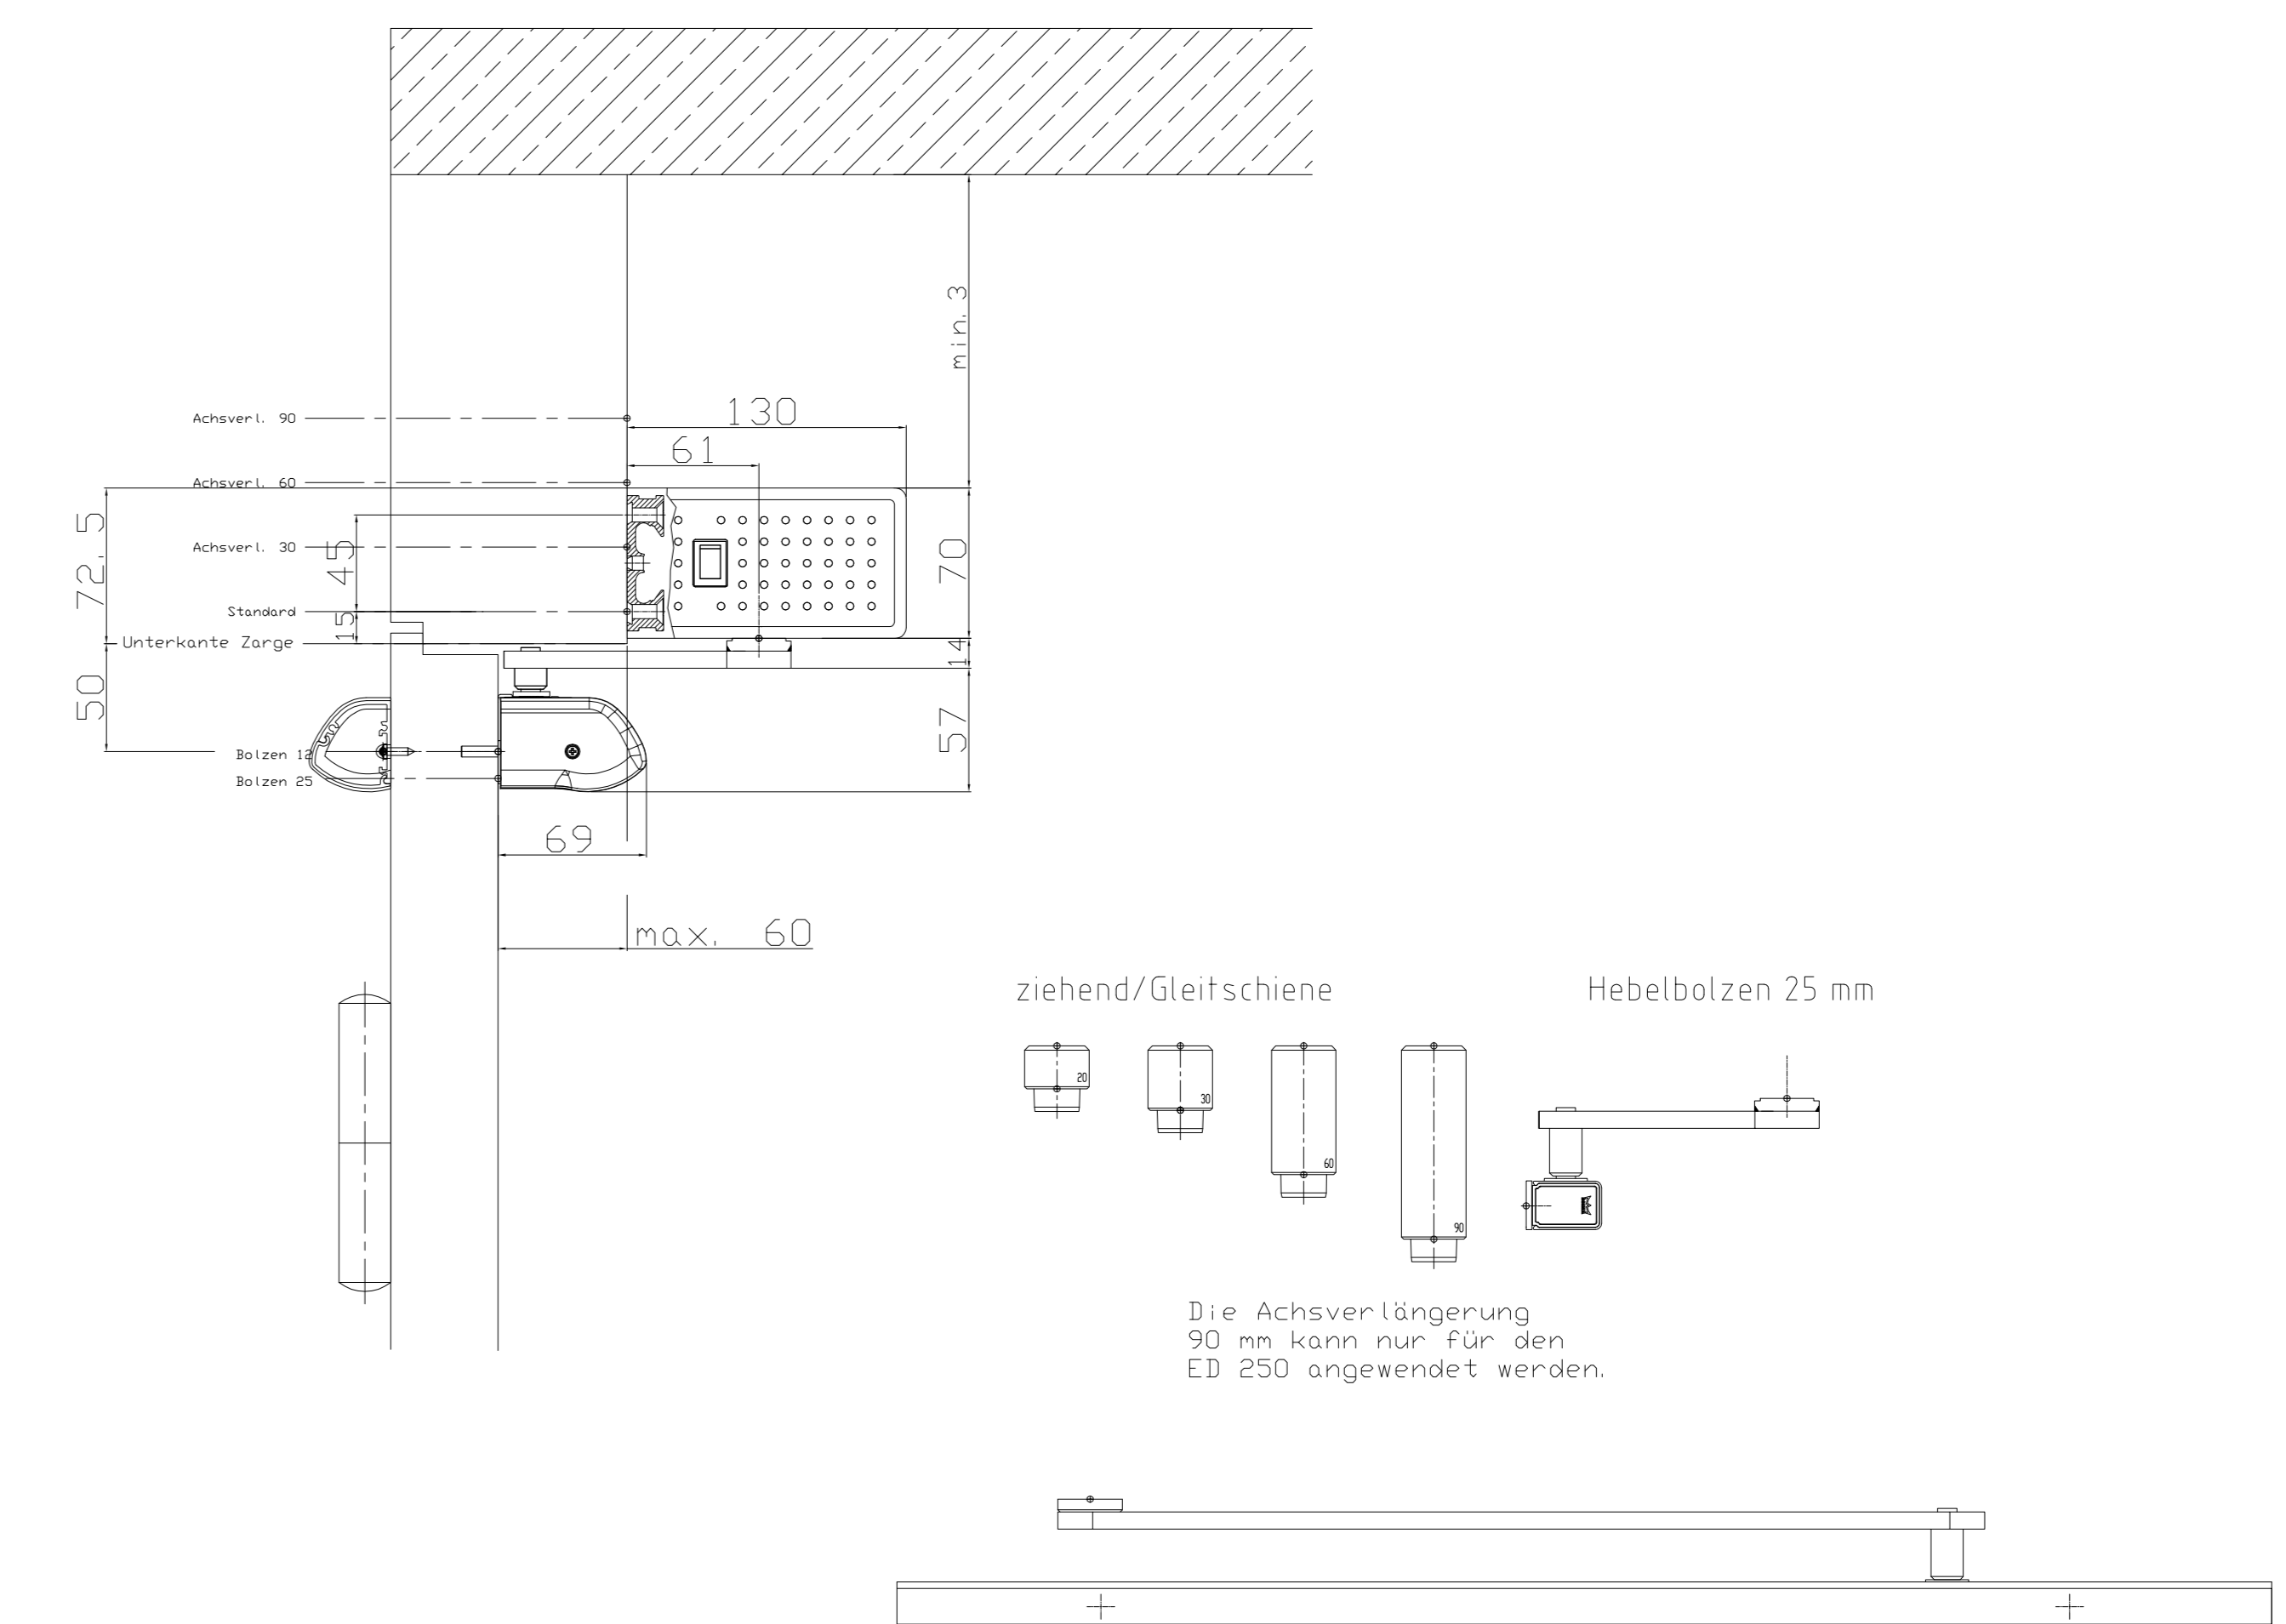 min. 3
Achsverl. 90
130
61
Achsverl. 60
72.5
Achsverl. 30
45
70
Standard
15
Unterkante Zarge
14
50
57
Bolzen 12
Bolzen 25
69
max. 60
ziehend/Gleitschiene
Hebelbolzen 25 mm
20
30
60
90
Die Achsverlängerung
90 mm kann nur für den
ED 250 angewendet werden.